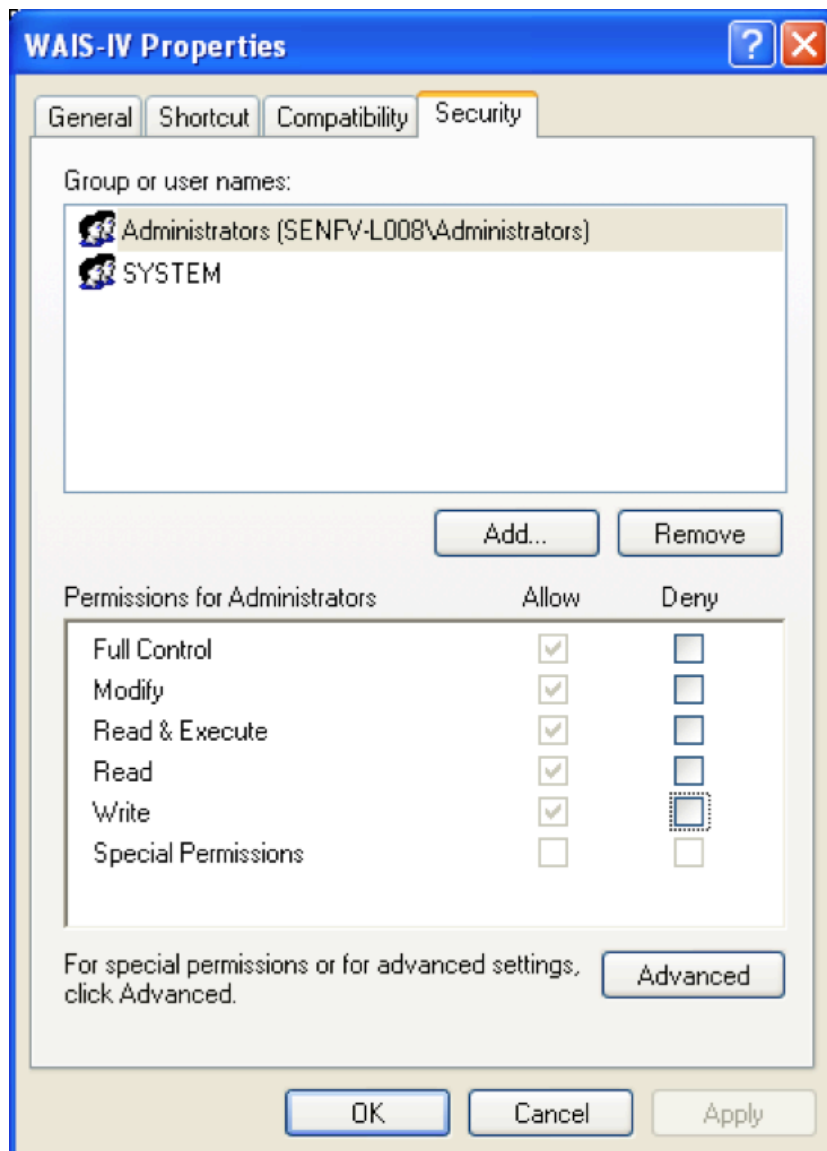 WAIS-IV Properties
General Shortcut Compatibility Security
Group or user names:
Administrators (SENFV-L008\Administrators)
SYSTEM
Add... Remove
Permissions for Administrators Allow Deny
Full Control
Modify
Read & Execute
Read
Write
Special Permissions
For special permissions or for advanced settings,
click Advanced.
Advanced
OK Cancel Apply